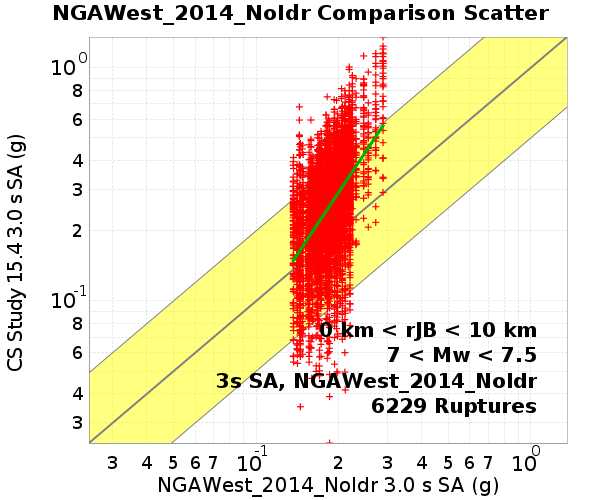 NGAWest_2014_NoIdr Comparison Scatter
CS Study 15.4 3.0 s SA (g)
10⁰
8
6
4
3
2
10⁻¹
8
6
4
3
0 km < rJB < 10 km
7 < Mw < 7.5
3s SA, NGAWest_2014_NoIdr
6229 Ruptures
3 4 5 6 7 10⁻¹ 2 3 4 5 6 7 10⁰
NGAWest_2014_NoIdr 3.0 s SA (g)